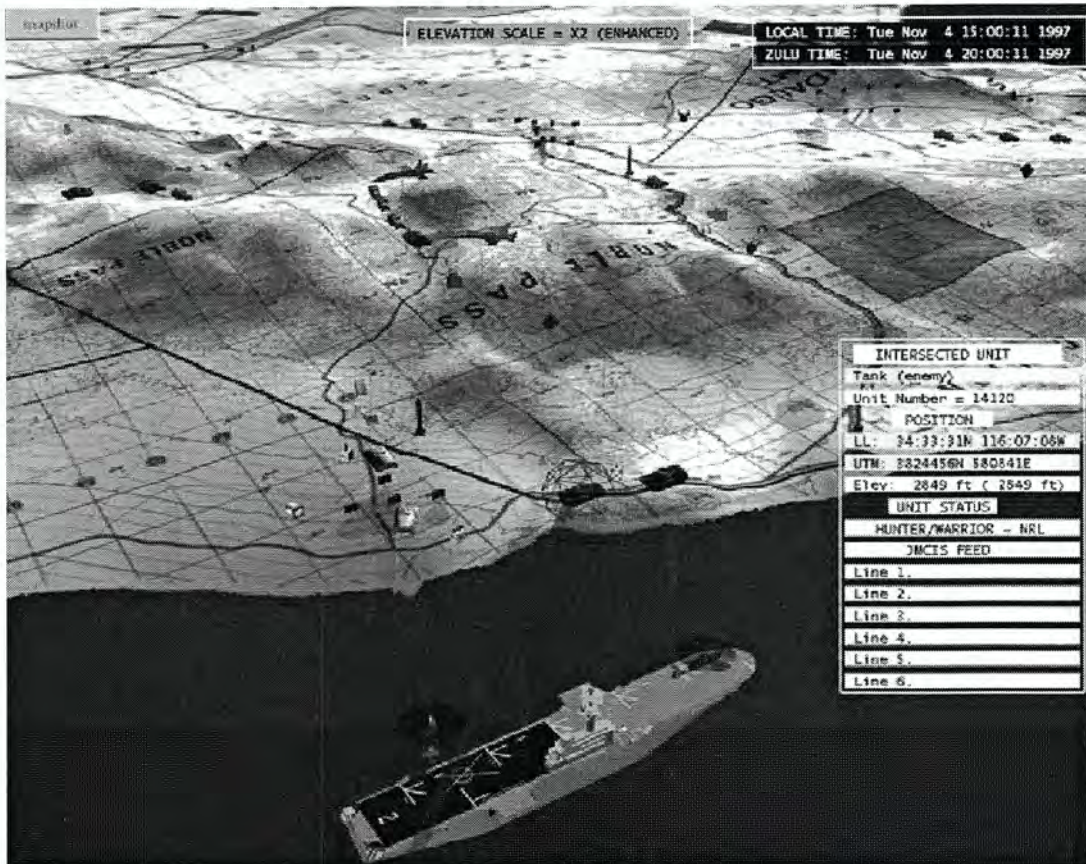 snapshot
ELEVATION SCALE = X2 (ENHANCED)
LOCAL TIME: Tue Nov 4 15:00:31 1997
ZULU TIME: Tue Nov 4 20:00:31 1997
NOBLE PASS
NOBLE PASS
INTERSECTED UNIT
Tank (enemy)
Unit Number = 14120
POSITION
LL: 34:33:31N 116:07:08W
UTM: 3824456N 580841E
Elev: 2849 ft ( 2849 ft)
UNIT STATUS
HUNTER/WARRIOR - NRL
JMCIS FEED
Line 1.
Line 2.
Line 3.
Line 4.
Line 5.
Line 6.
2